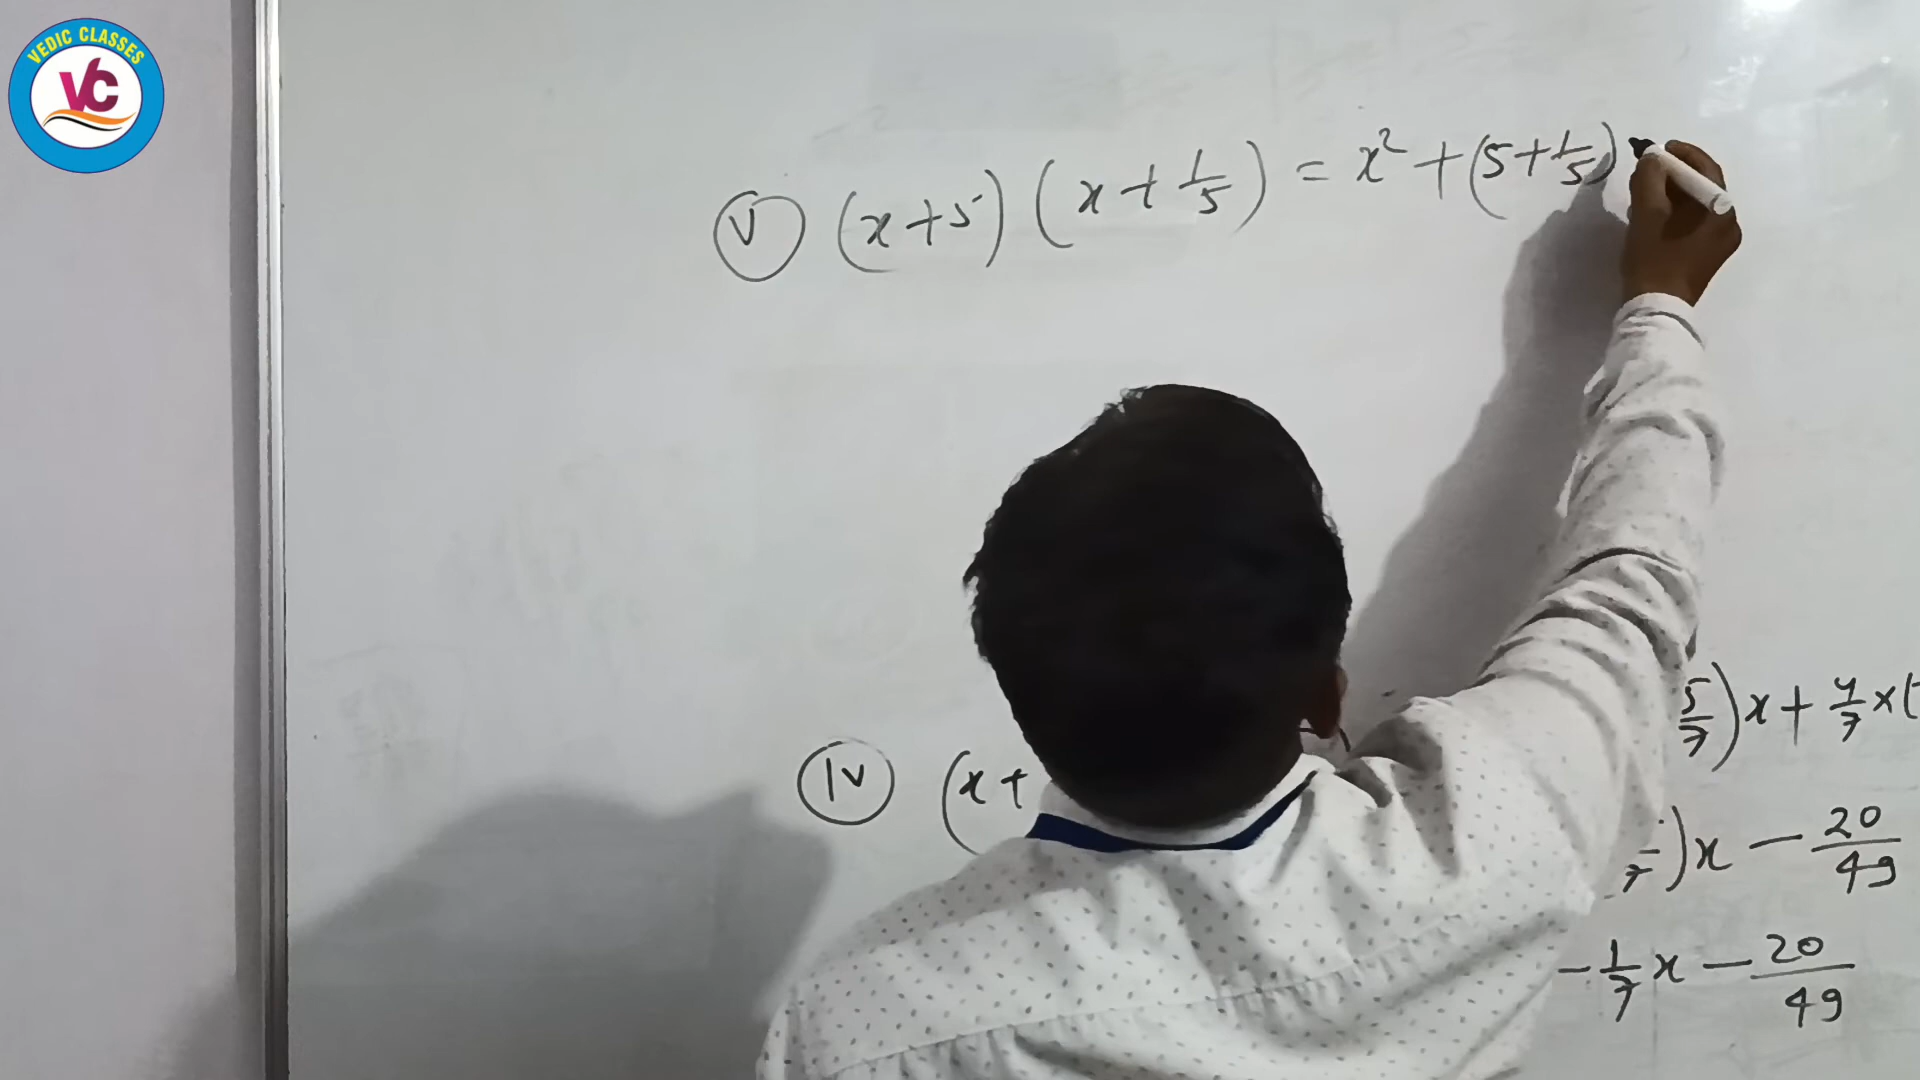 VEDIC CLASSES
VC
(v) (x+5) (x+1/5) = x²+(5+1/5)
(iv) (x+
5/7)x+4/7×(-
7)x-20/49
-1/7x-20/49